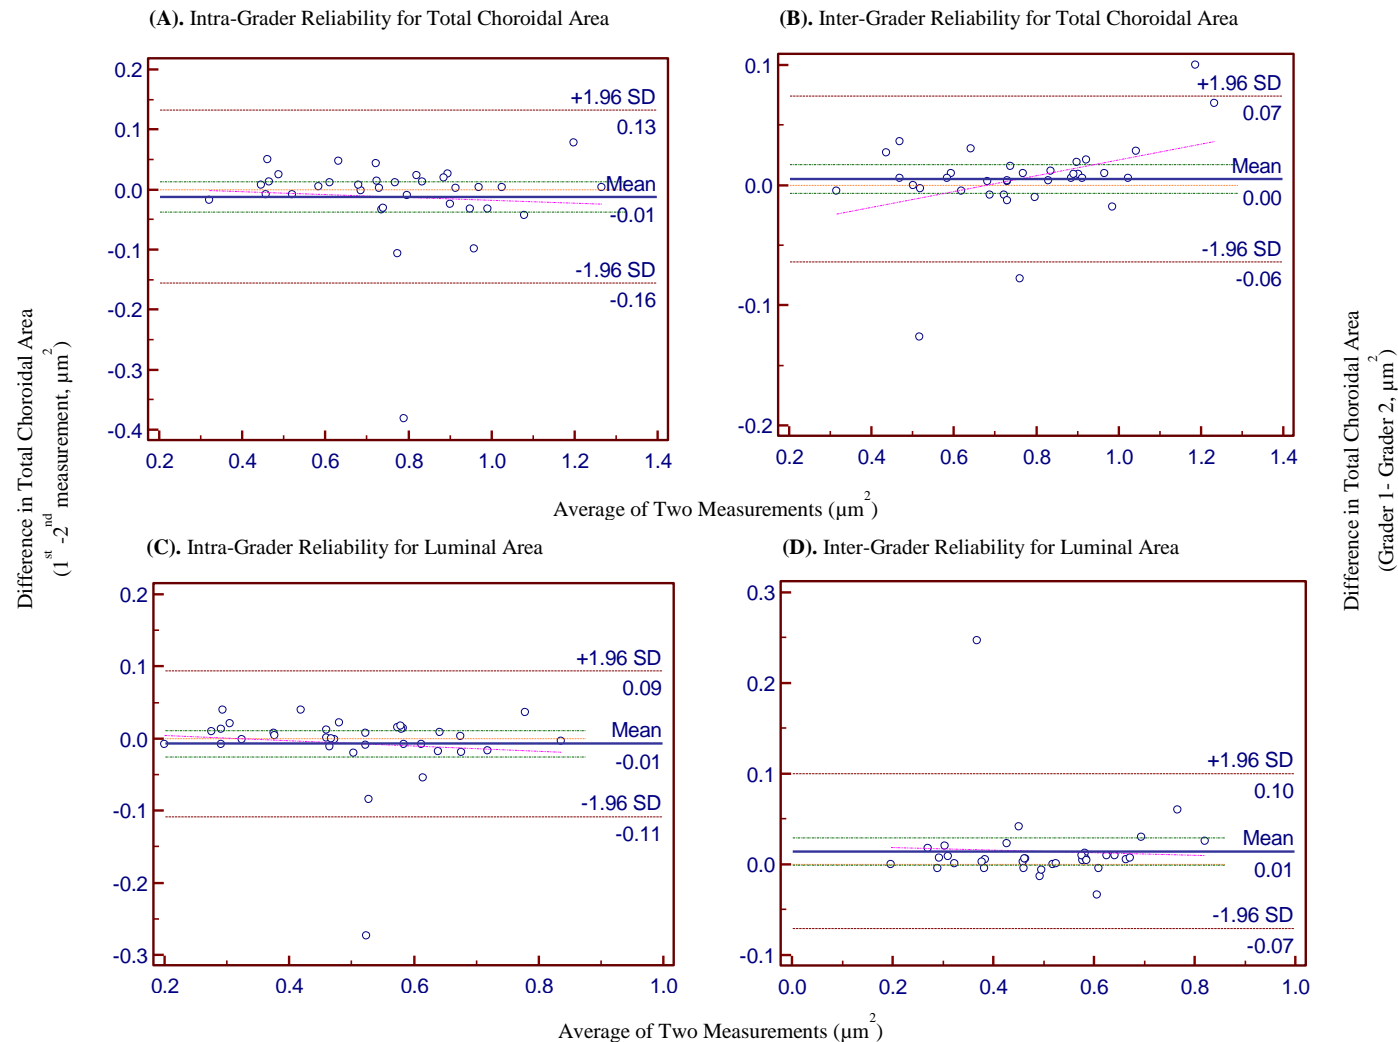 (A). Intra-Grader Reliability for Total Choroidal Area
(B). Inter-Grader Reliability for Total Choroidal Area
Difference in Total Choroidal Area
(1st -2nd measurement, µm2)
0.2
0.1
0.0
-0.1
-0.2
-0.3
-0.4
+1.96 SD
0.13
Mean
-0.01
-1.96 SD
-0.16
0.2 0.4 0.6 0.8 1.0 1.2 1.4
0.1
0.0
-0.1
-0.2
+1.96 SD
0.07
Mean
0.00
-1.96 SD
-0.06
0.2 0.4 0.6 0.8 1.0 1.2 1.4
Difference in Total Choroidal Area
(Grader 1- Grader 2, µm2)
Average of Two Measurements (µm2)
(C). Intra-Grader Reliability for Luminal Area
(D). Inter-Grader Reliability for Luminal Area
0.2
0.1
0.0
-0.1
-0.2
-0.3
+1.96 SD
0.09
Mean
-0.01
-1.96 SD
-0.11
0.2 0.4 0.6 0.8 1.0
0.3
0.2
0.1
0.0
-0.1
+1.96 SD
0.10
Mean
0.01
-1.96 SD
-0.07
0.0 0.2 0.4 0.6 0.8 1.0
Average of Two Measurements (µm2)